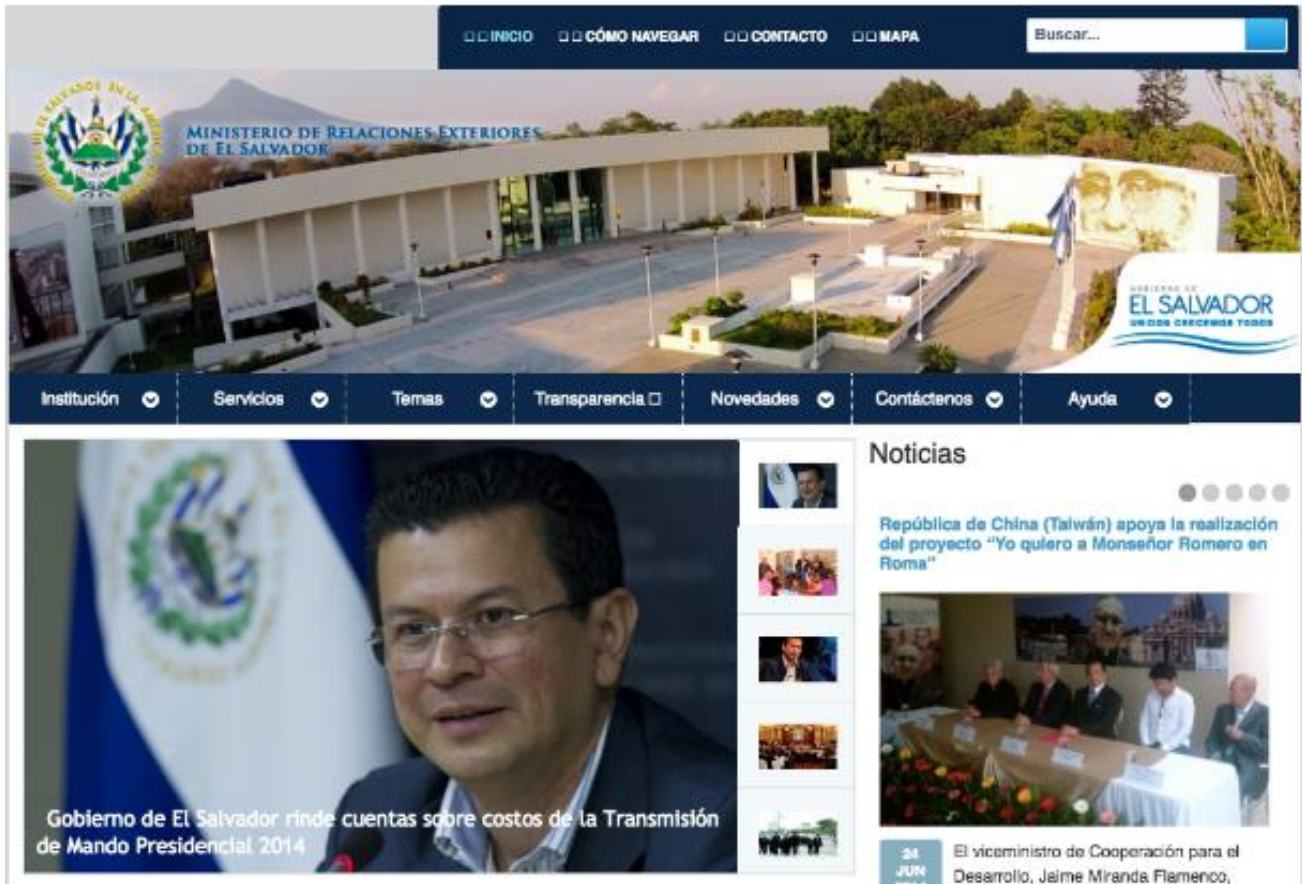 INICIO
CÓMO NAVEGAR
CONTACTO
MAPA
Buscar...
MINISTERIO DE RELACIONES EXTERIORES
DE EL SALVADOR
GOBIERNO DE
EL SALVADOR
UNIDOS CRECEMOS TODOS
Institución
Servicios
Temas
Transparencia
Novedades
Contáctenos
Ayuda
Gobierno de El Salvador rinde cuentas sobre costos de la Transmisión
de Mando Presidencial 2014
Noticias
República de China (Taiwán) apoya la realización
del proyecto “Yo quiero a Monseñor Romero en
Roma”
24
JUN
El viceministro de Cooperación para el
Desarrollo, Jaime Miranda Flamenco,